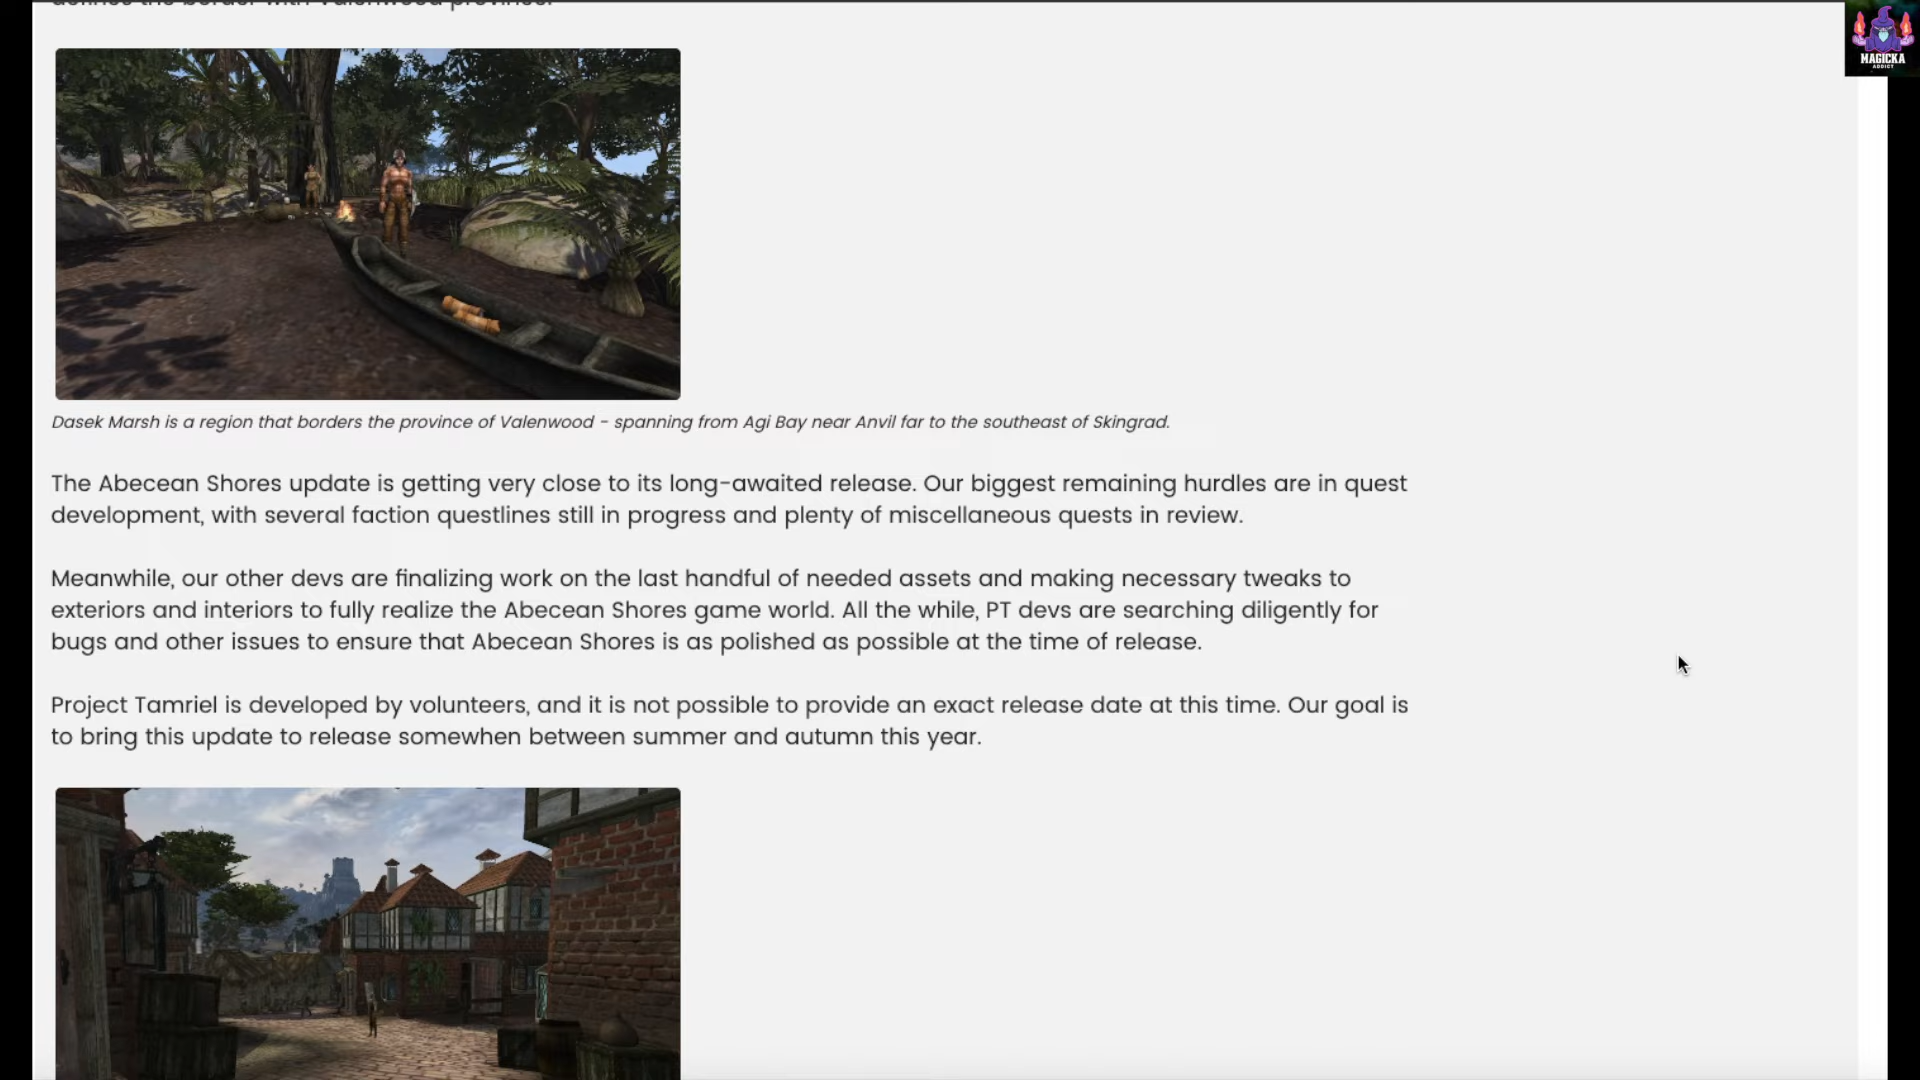 defines the border with Valenwood province.
MAGICKA
ADDICT
Dasek Marsh is a region that borders the province of Valenwood - spanning from Agi Bay near Anvil far to the southeast of Skingrad.
The Abecean Shores update is getting very close to its long-awaited release. Our biggest remaining hurdles are in quest
development, with several faction questlines still in progress and plenty of miscellaneous quests in review.
Meanwhile, our other devs are finalizing work on the last handful of needed assets and making necessary tweaks to
exteriors and interiors to fully realize the Abecean Shores game world. All the while, PT devs are searching diligently for
bugs and other issues to ensure that Abecean Shores is as polished as possible at the time of release.
Project Tamriel is developed by volunteers, and it is not possible to provide an exact release date at this time. Our goal is
to bring this update to release somewhen between summer and autumn this year.